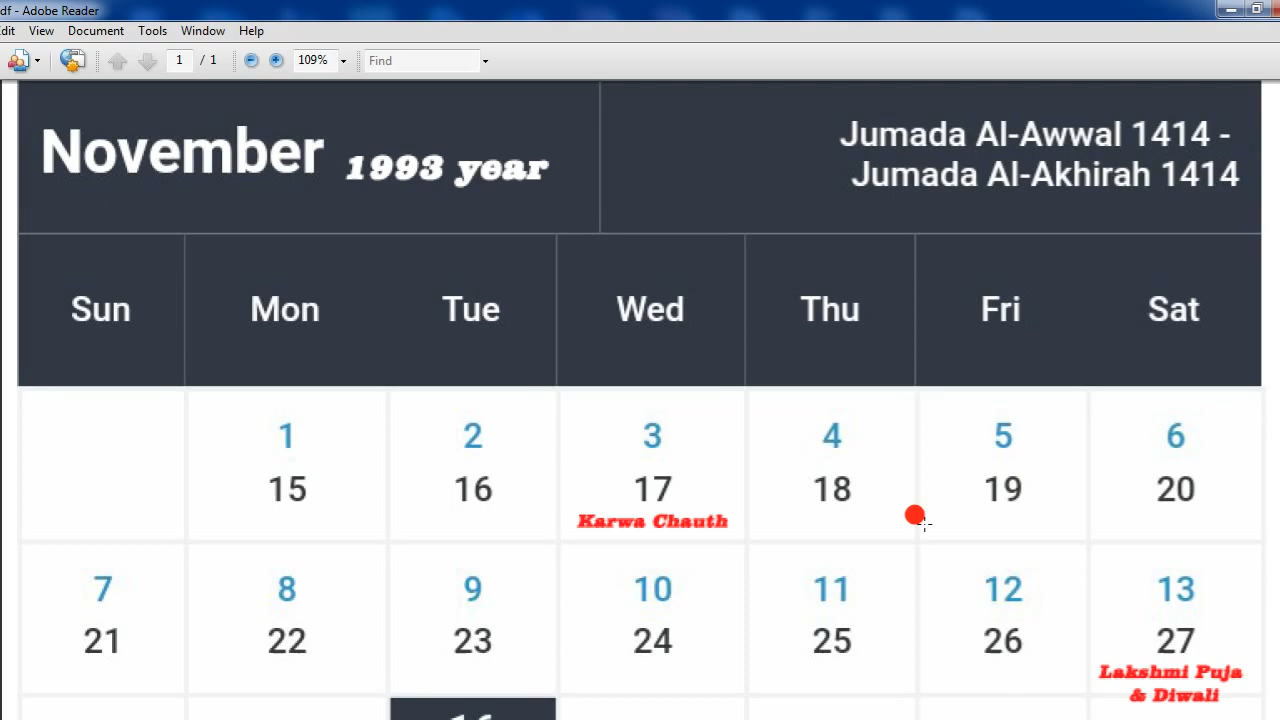 df - Adobe Reader
dit View Document Tools Window Help
1 / 1 109% Find
November 1993 year
Jumada Al-Awwal 1414 -
Jumada Al-Akhirah 1414
Sun Mon Tue Wed Thu Fri Sat
1 2 3 4 5 6
15 16 17 18 19 20
Karwa Chauth
7 8 9 10 11 12 13
21 22 23 24 25 26 27
Lakshmi Puja
& Diwali
16